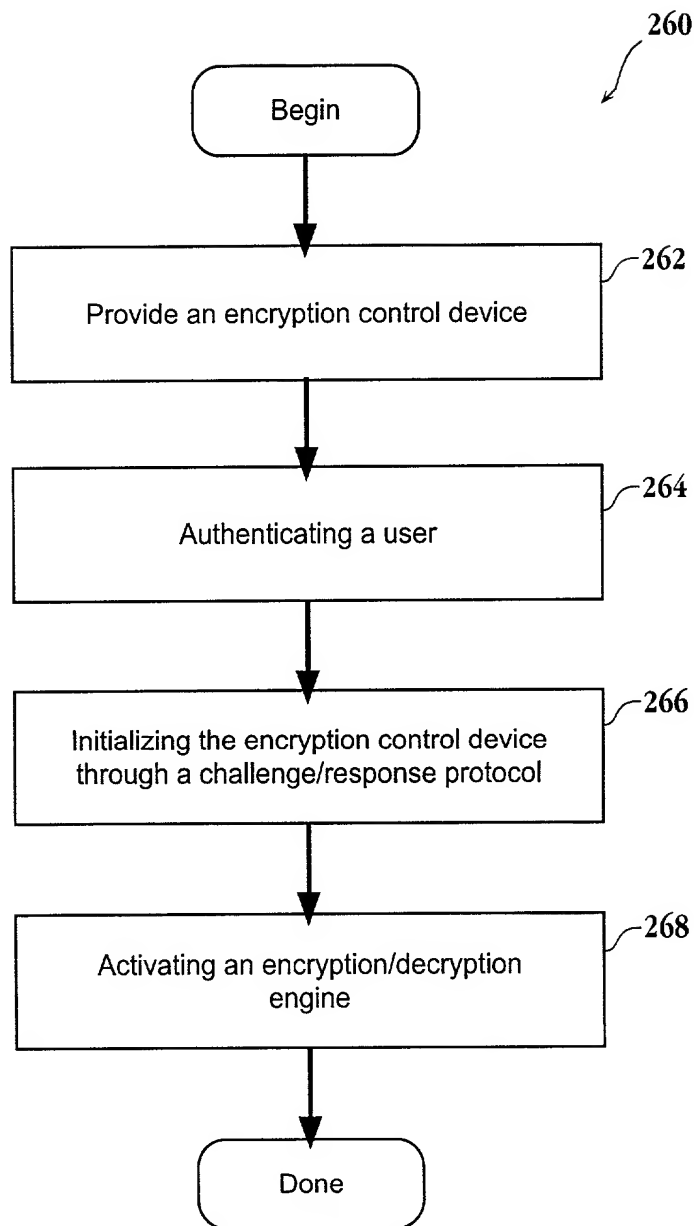 260
Begin
262
Provide an encryption control device
264
Authenticating a user
266
Initializing the encryption control device
through a challenge/response protocol
268
Activating an encryption/decryption
engine
Done